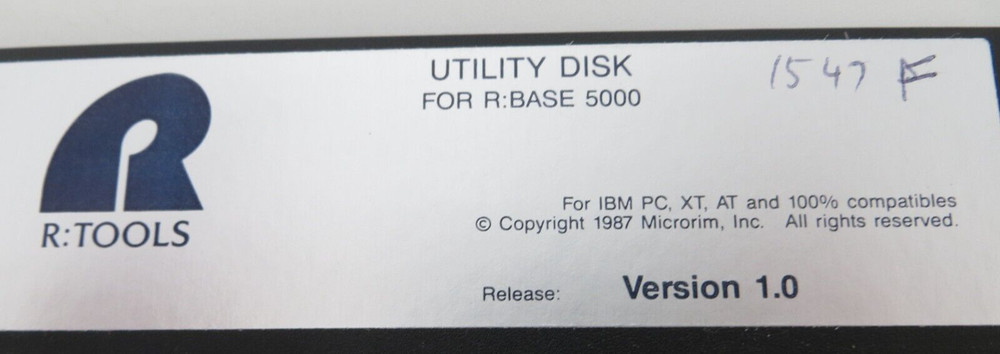 UTILITY DISK
FOR R:BASE 5000
1547 F
R:TOOLS
For IBM PC, XT, AT and 100% compatibles
© Copyright 1987 Microrim, Inc. All rights reserved.
Release: Version 1.0